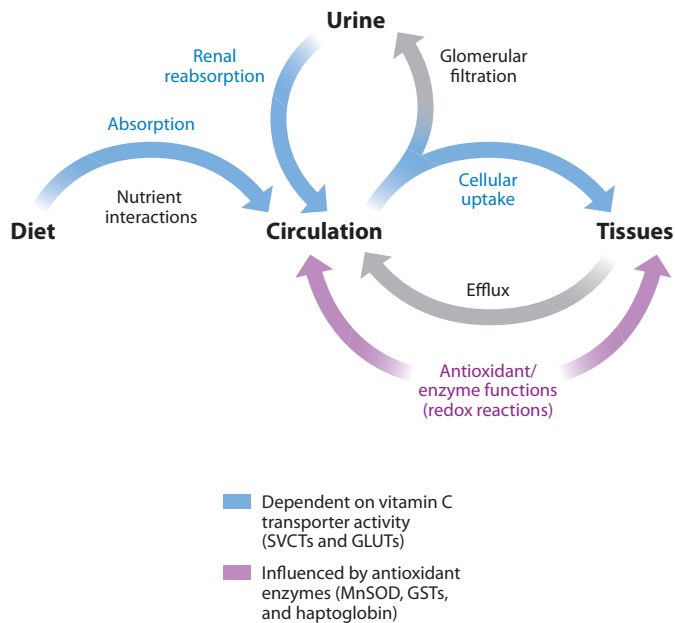 Urine
Renal
reabsorption
Glomerular
filtration
Absorption
Nutrient
interactions
Cellular
uptake
Diet
Circulation
Tissues
Efflux
Antioxidant/
enzyme functions
(redox reactions)
Dependent on vitamin C
transporter activity
(SVCTs and GLUTs)
Influenced by antioxidant
enzymes (MnSOD, GSTs,
and haptoglobin)